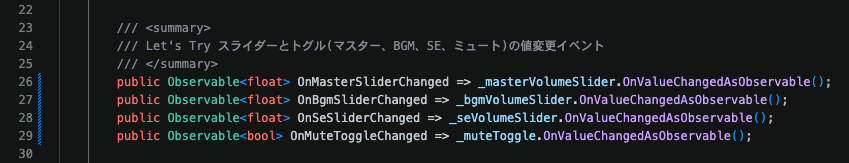 22
23 /// <summary>
24 /// Let's Try スライダーとトグル(マスター、BGM、SE、ミュート)の値変更イベント
25 /// </summary>
26 public Observable<float> OnMasterSliderChanged => _masterVolumeSlider.OnValueChangedAsObservable();
27 public Observable<float> OnBgmSliderChanged => _bgmVolumeSlider.OnValueChangedAsObservable();
28 public Observable<float> OnSeSliderChanged => _seVolumeSlider.OnValueChangedAsObservable();
29 public Observable<bool> OnMuteToggleChanged => _muteToggle.OnValueChangedAsObservable();
30